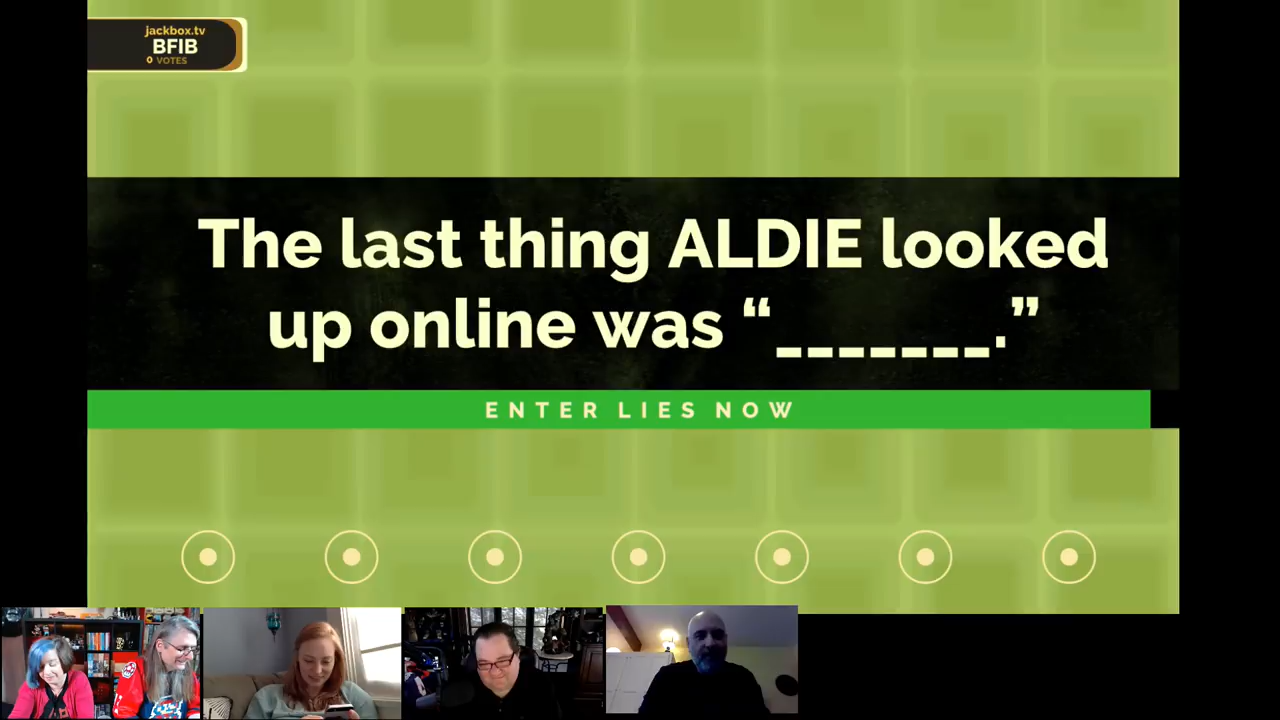 jackbox.tv
BFIB
0 VOTES
The last thing ALDIE looked
up online was “_______.”
ENTER LIES NOW